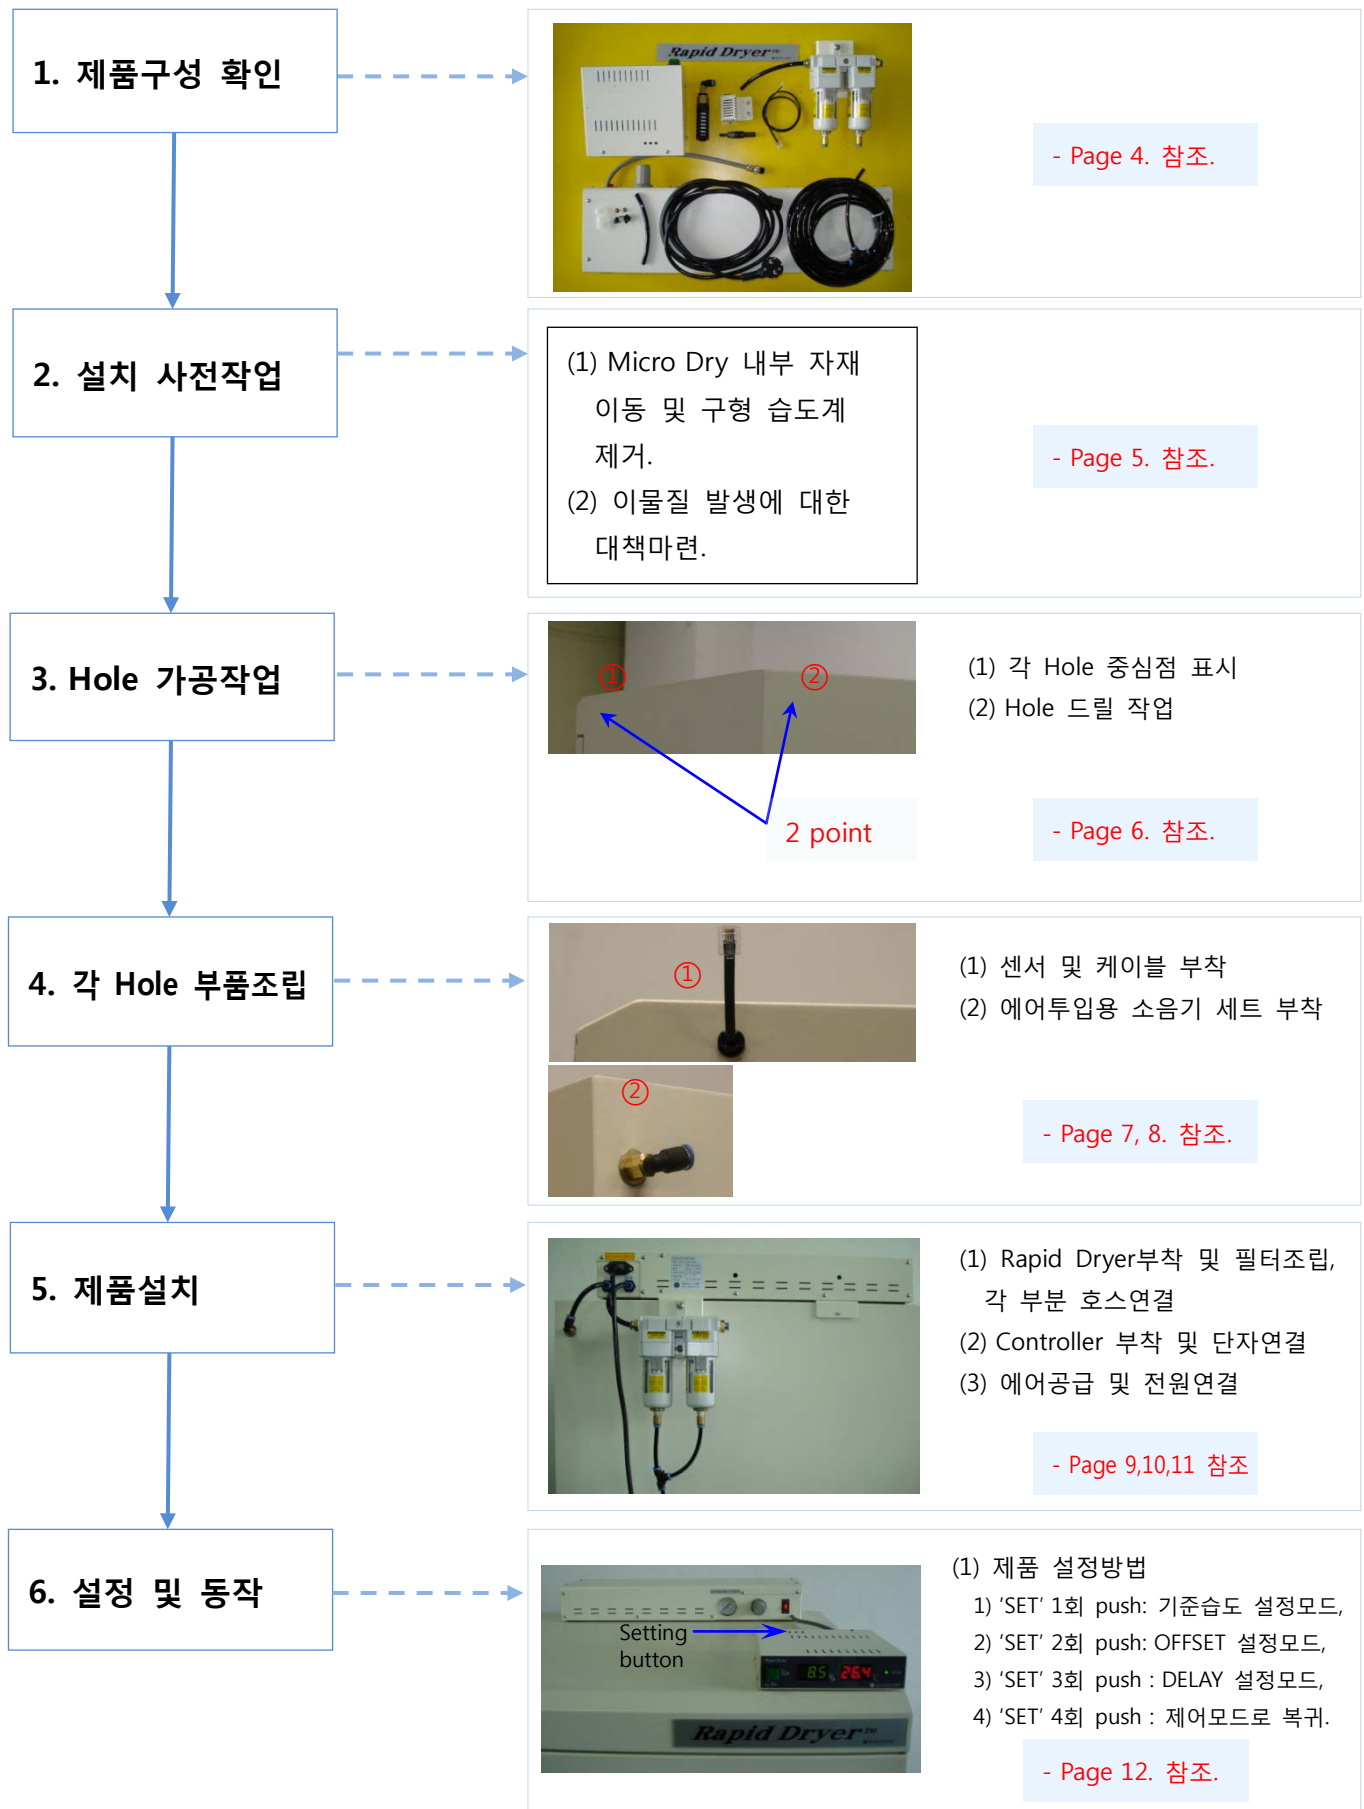 1. 제품구성 확인
Rapid Dryer™
- Page 4. 참조.
2. 설치 사전작업
(1) Micro Dry 내부 자재
이동 및 구형 습도계
제거.
(2) 이물질 발생에 대한
대책마련.
- Page 5. 참조.
3. Hole 가공작업
① ②
2 point
(1) 각 Hole 중심점 표시
(2) Hole 드릴 작업
- Page 6. 참조.
4. 각 Hole 부품조립
①
②
(1) 센서 및 케이블 부착
(2) 에어투입용 소음기 세트 부착
- Page 7, 8. 참조.
5. 제품설치
(1) Rapid Dryer부착 및 필터조립,
각 부분 호스연결
(2) Controller 부착 및 단자연결
(3) 에어공급 및 전원연결
- Page 9,10,11 참조
6. 설정 및 동작
Setting
button
8.5 26.4
Rapid Dryer™
(1) 제품 설정방법
1) ‘SET’ 1회 push: 기준습도 설정모드,
2) ‘SET’ 2회 push: OFFSET 설정모드,
3) ‘SET’ 3회 push : DELAY 설정모드,
4) ‘SET’ 4회 push : 제어모드로 복귀.
- Page 12. 참조.